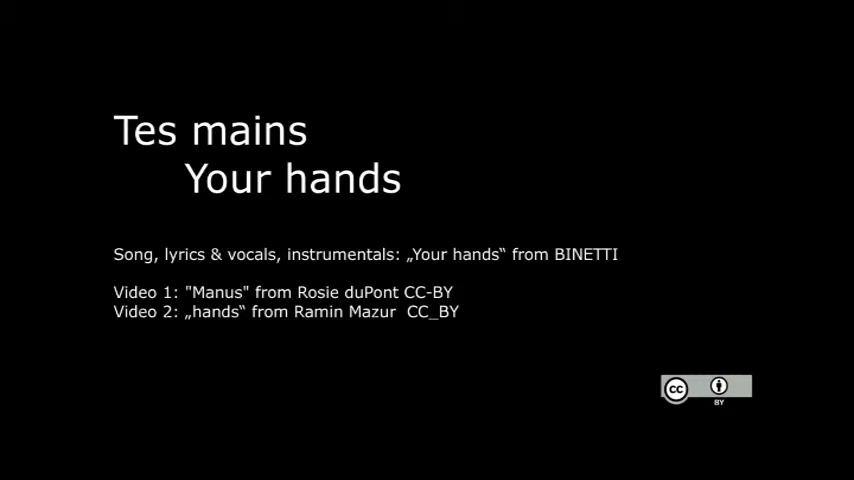 Tes mains
Your hands
Song, lyrics & vocals, instrumentals: „Your hands“ from BINETTI
Video 1: "Manus" from Rosie duPont CC-BY
Video 2: „hands“ from Ramin Mazur CC_BY
cc
BY